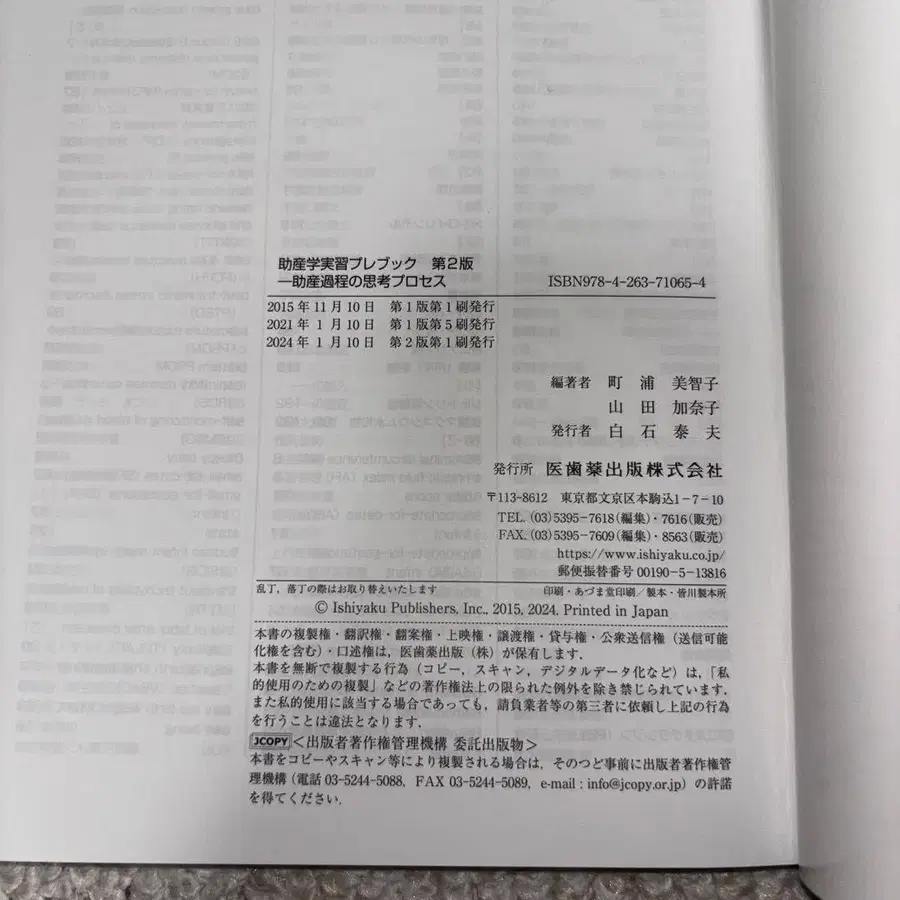 助産学実習プレブック 第2版
―助産過程の思考プロセス
ISBN978-4-263-71065-4
2015年11月10日 第1版第1刷発行
2021年 1月10日 第1版第5刷発行
2024年 1月10日 第2版第1刷発行
編著者 町浦 美智子
山田 加奈子
発行者 白石 泰夫
発行所 医歯薬出版株式会社
〒113-8612 東京都文京区本駒込1-7-10
TEL. (03)5395-7618(編集)・7616(販売)
FAX. (03)5395-7609(編集)・8563(販売)
https://www.ishiyaku.co.jp/
郵便振替番号 00190-5-13816
乱丁,落丁の際はお取り替えいたします 印刷・あづま堂印刷/製本・皆川製本所
© Ishiyaku Publishers, Inc., 2015, 2024. Printed in Japan
本書の複製権・翻訳権・翻案権・上映権・譲渡権・貸与権・公衆送信権(送信可能
化権を含む)・口述権は,医歯薬出版(株)が保有します.
本書を無断で複製する行為(コピー,スキャン,デジタルデータ化など)は,「私
的使用のための複製」などの著作権法上の限られた例外を除き禁じられています.
また私的使用に該当する場合であっても,請負業者等の第三者に依頼し上記の行為
を行うことは違法となります.
JCOPY <出版者著作権管理機構 委託出版物>
本書をコピーやスキャン等により複製される場合は,そのつど事前に出版者著作権管
理機構(電話 03-5244-5088, FAX 03-5244-5089, e-mail:info@jcopy.or.jp)の許諾
を得てください.